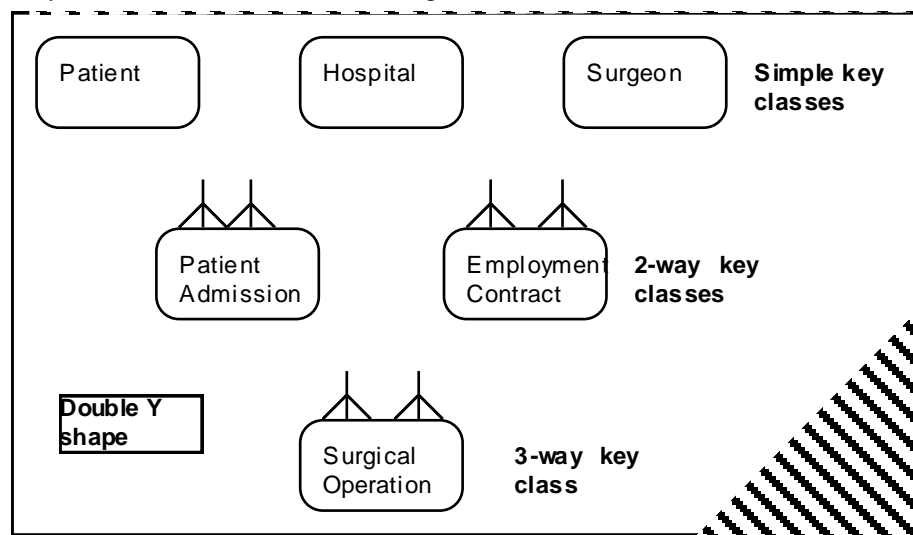 Patient
Hospital
Surgeon
Simple key
classes
Patient
Admission
Employment
Contract
2-way key
classes
Double Y
shape
Surgical
Operation
3-way key
class